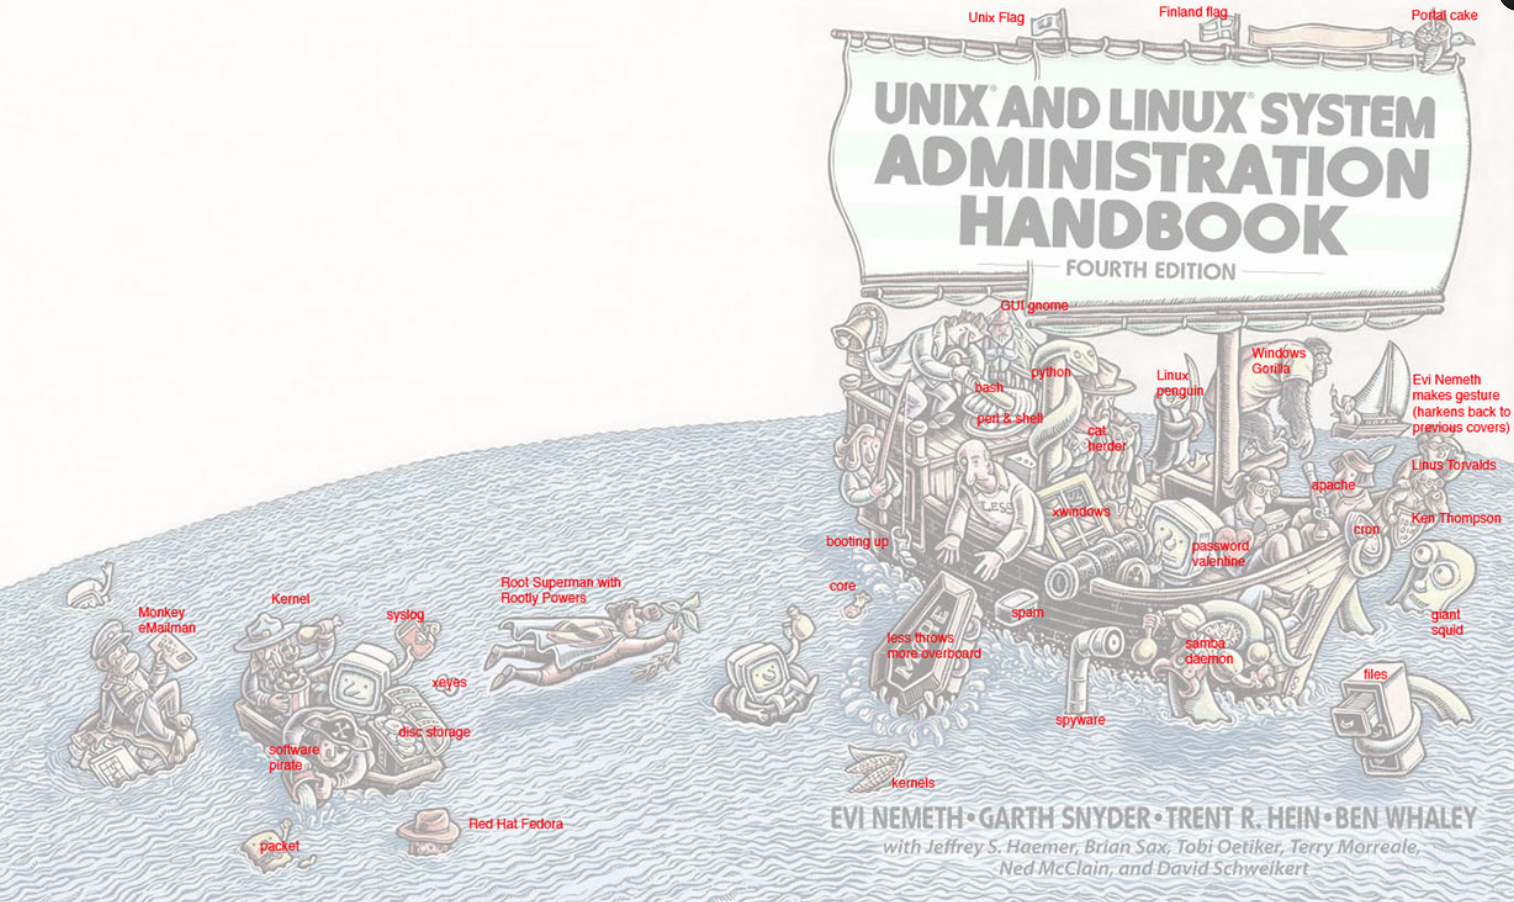 Unix Flag
Finland flag
Portal cake
UNIX® AND LINUX® SYSTEM
ADMINISTRATION
HANDBOOK
FOURTH EDITION
GUI gnome
Windows
Gorilla
python
bash
Linux
penguin
Evi Nemeth
makes gesture
(harkens back to
previous covers)
perl & shell
cat
herder
Linus Torvalds
apache
LESS
xwindows
Ken Thompson
cron
booting up
password
valentine
core
Root Superman with
Rootly Powers
Kernel
Monkey
eMailman
syslog
spam
giant
squid
less throws
more overboard
MORE
samba
daemon
files
xeyes
spyware
disc storage
software
pirate
kernels
Red Hat Fedora
packet
EVI NEMETH • GARTH SNYDER • TRENT R. HEIN • BEN WHALEY
with Jeffrey S. Haemer, Brian Sax, Tobi Oetiker, Terry Morreale,
Ned McClain, and David Schweikert